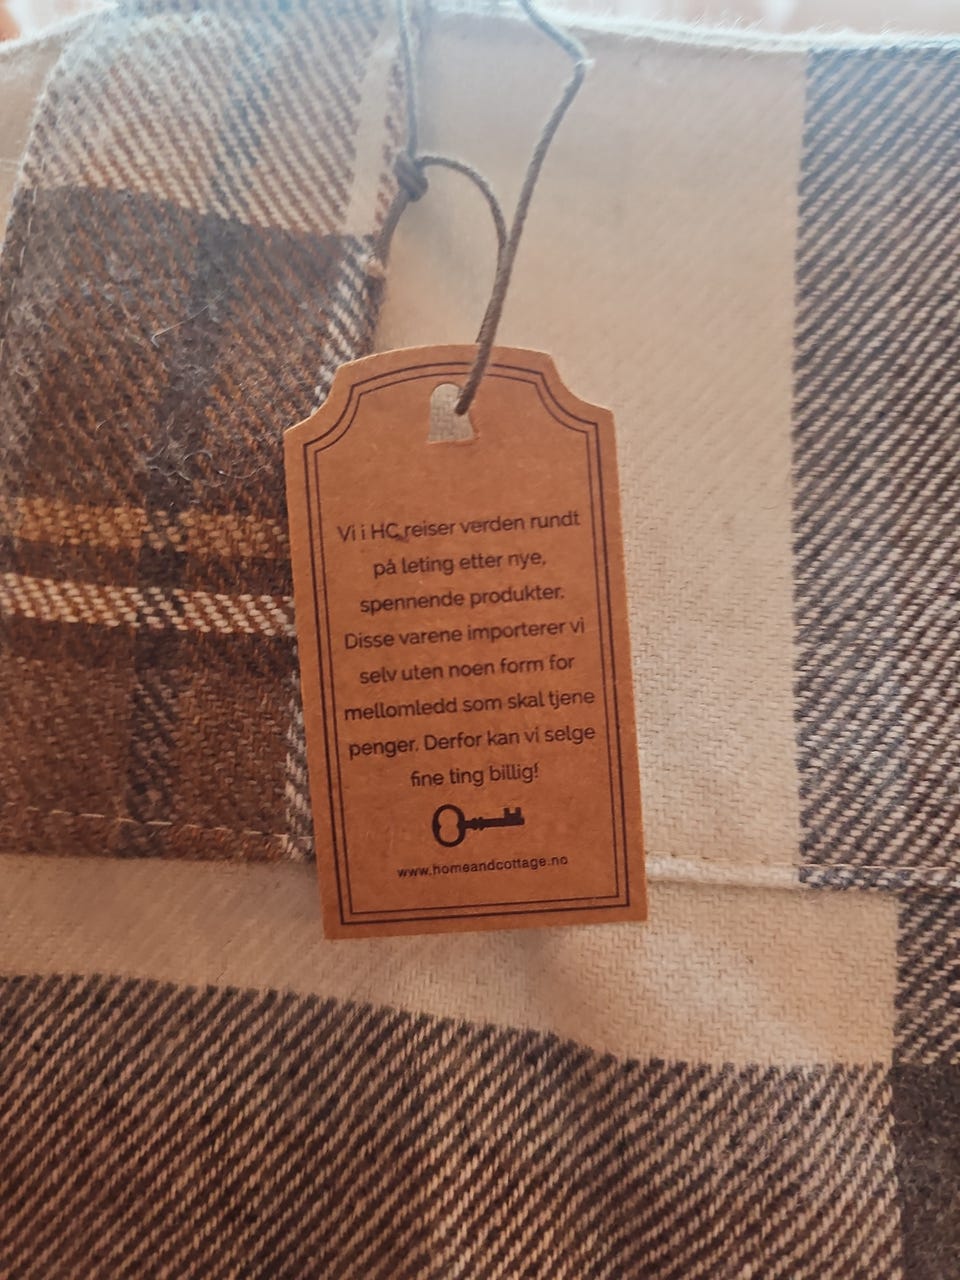 Vi i HC reiser verden rundt
på leting etter nye,
spennende produkter.
Disse varene importerer vi
selv uten noen form for
mellomledd som skal tjene
penger. Derfor kan vi selge
fine ting billig!
www.homeandcottage.no